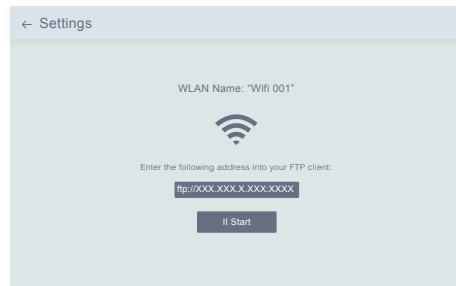 ← Settings
WLAN Name: “Wifi 001”
Enter the following address into your FTP client:
ftp://XXX.XXX.X.XXX:XXXX
II Start